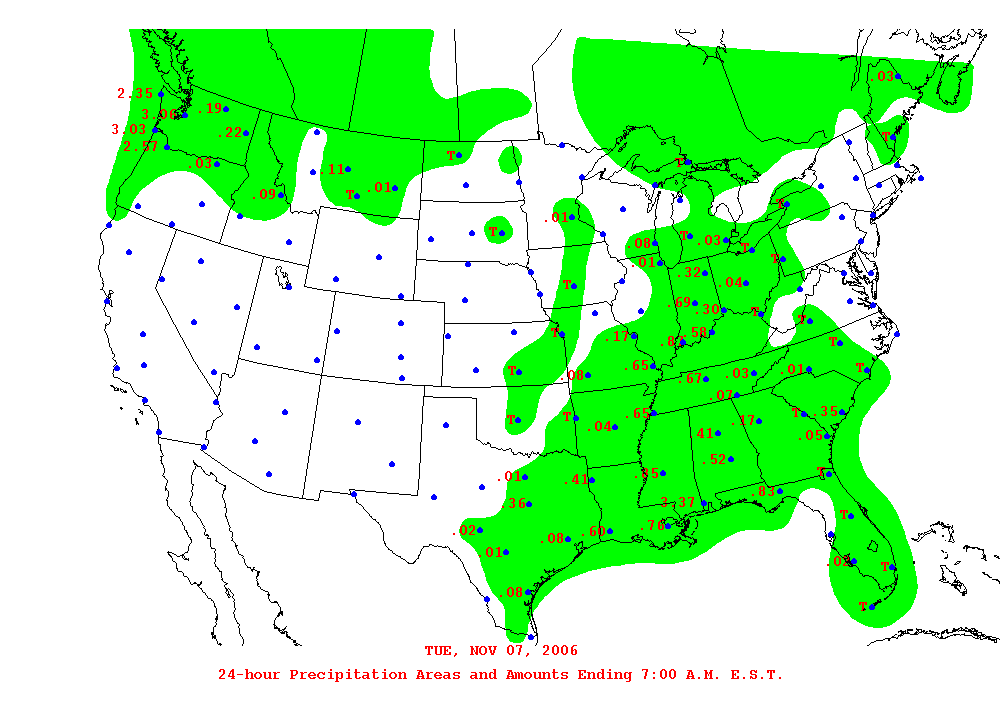 .03
2.35
.19
3.06
3.03
.22
T
2.57
T
T
.03
.11
.01
T
.09
T
.01
T
T
.03
.08
T
T
.01
.32
.04
T
.69
.30
T
T
T
.58
.17
.87
T
.65
.01
T
T
.08
.67
.03
.07
T
T
.04
.65
.17
T
.35
.41
.05
.52
.01
.41
.35
T
.36
3.37
.83
T
.02
.08
.60
.76
.01
.02
T
.08
T
TUE, NOV 07, 2006
24-hour Precipitation Areas and Amounts Ending 7:00 A.M. E.S.T.